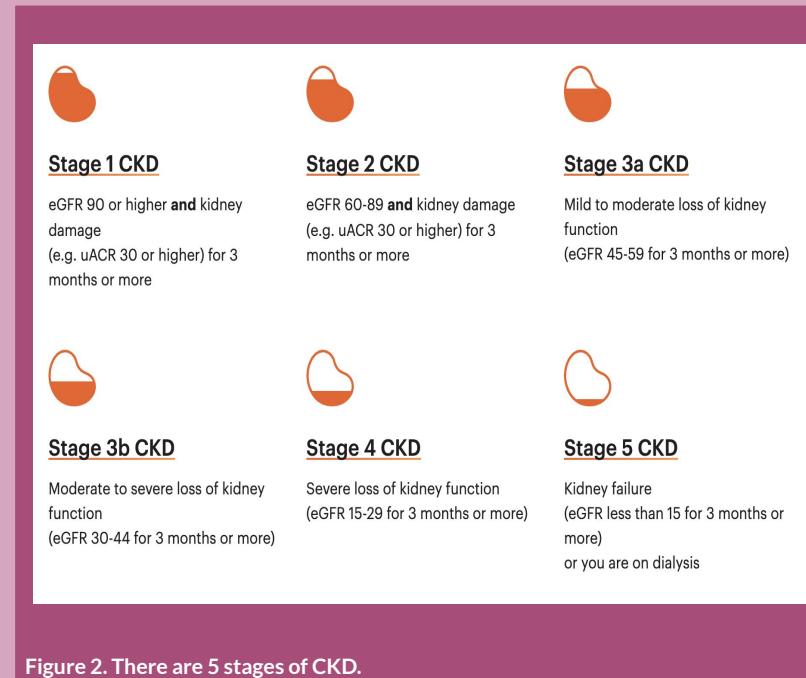 Stage 1 CKD
eGFR 90 or higher and kidney
damage
(e.g. uACR 30 or higher) for 3
months or more
Stage 2 CKD
eGFR 60-89 and kidney damage
(e.g. uACR 30 or higher) for 3
months or more
Stage 3a CKD
Mild to moderate loss of kidney
function
(eGFR 45-59 for 3 months or more)
Stage 3b CKD
Moderate to severe loss of kidney
function
(eGFR 30-44 for 3 months or more)
Stage 4 CKD
Severe loss of kidney function
(eGFR 15-29 for 3 months or more)
Stage 5 CKD
Kidney failure
(eGFR less than 15 for 3 months or
more)
or you are on dialysis
Figure 2. There are 5 stages of CKD.